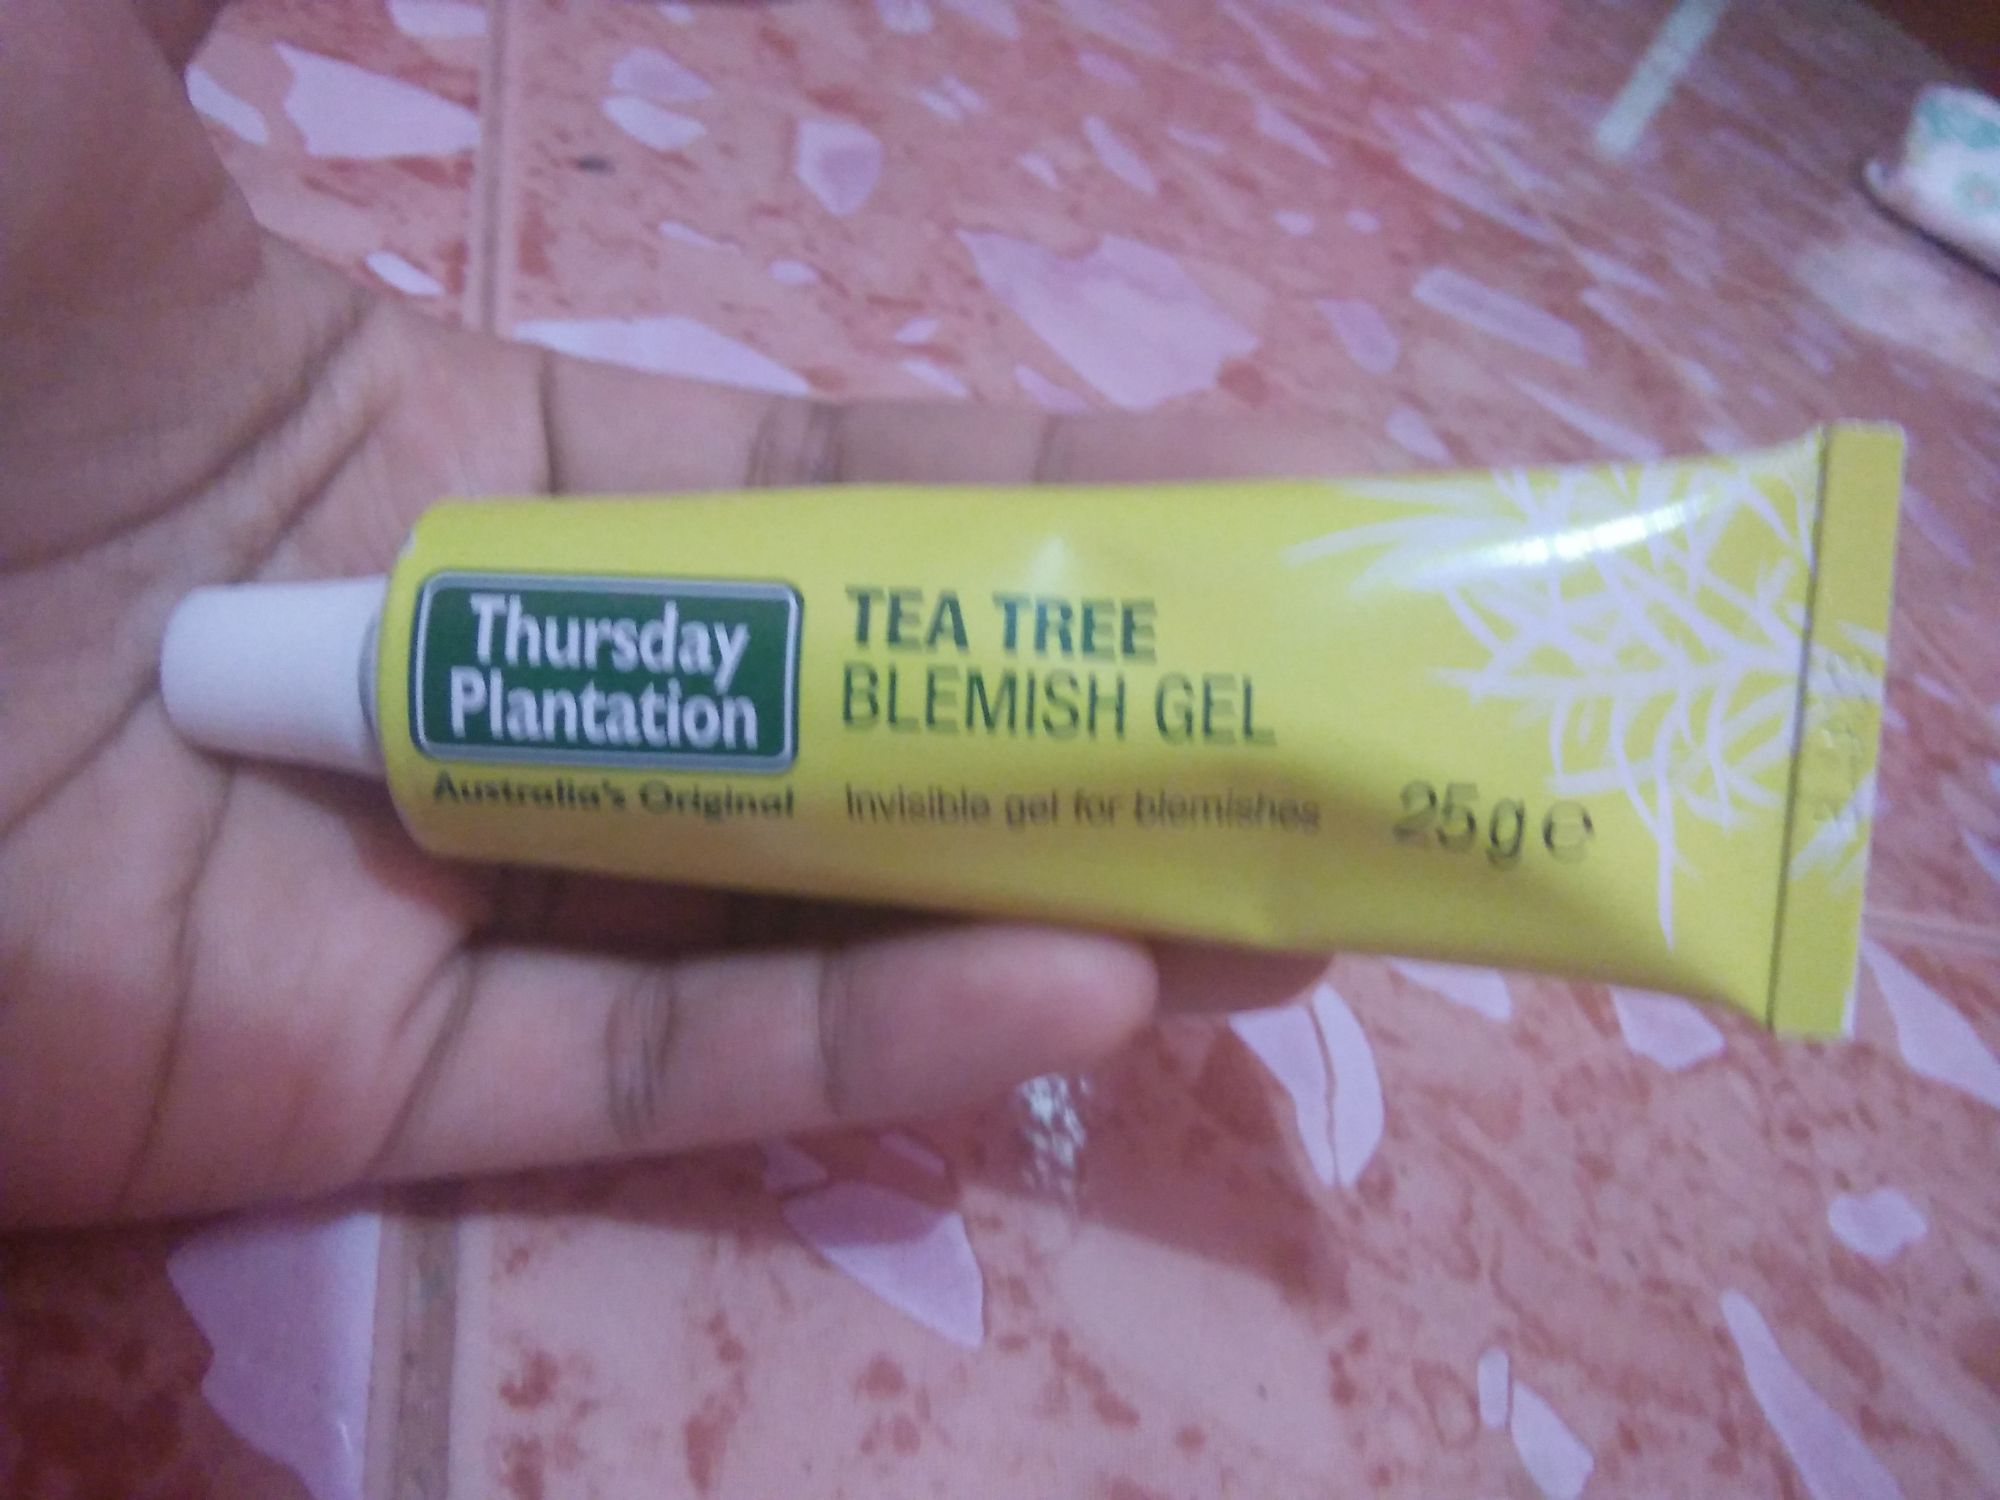 Thursday
Plantation
Australia's Original
TEA TREE
BLEMISH GEL
Invisible gel for blemishes
25g e